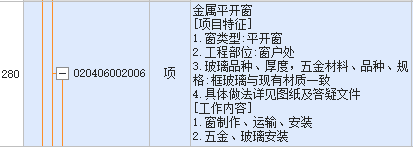 金属平开窗
[项目特征]
1.窗类型:平开窗
2.工程部位:窗户处
3.玻璃品种、厚度，五金材料、品种、规
280 020406002006 项 格:框玻璃与现有材质一致
4.具体做法详见图纸及答疑文件
[工作内容]
1.窗制作、运输、安装
2.五金、玻璃安装